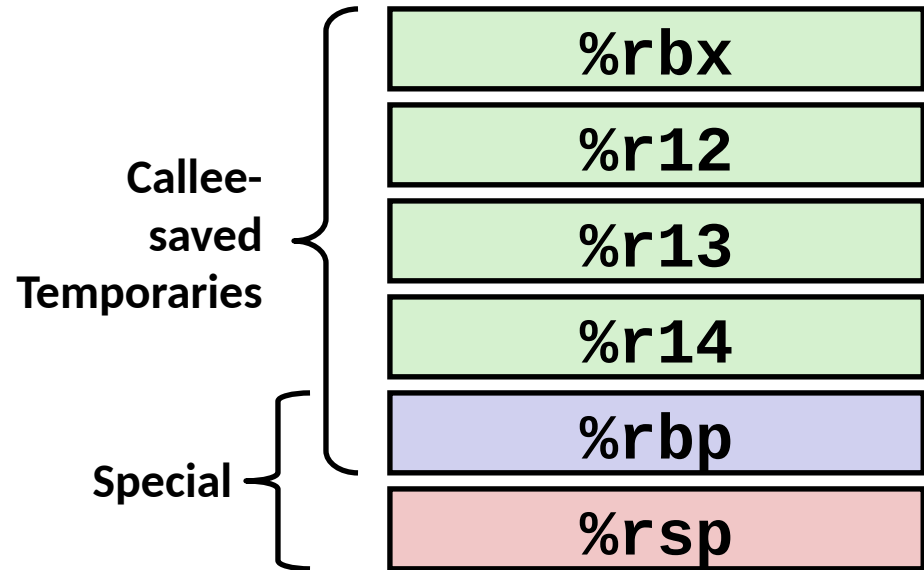 %rbx
%r12
Callee-
saved
Temporaries
%r13
%r14
%rbp
Special
%rsp